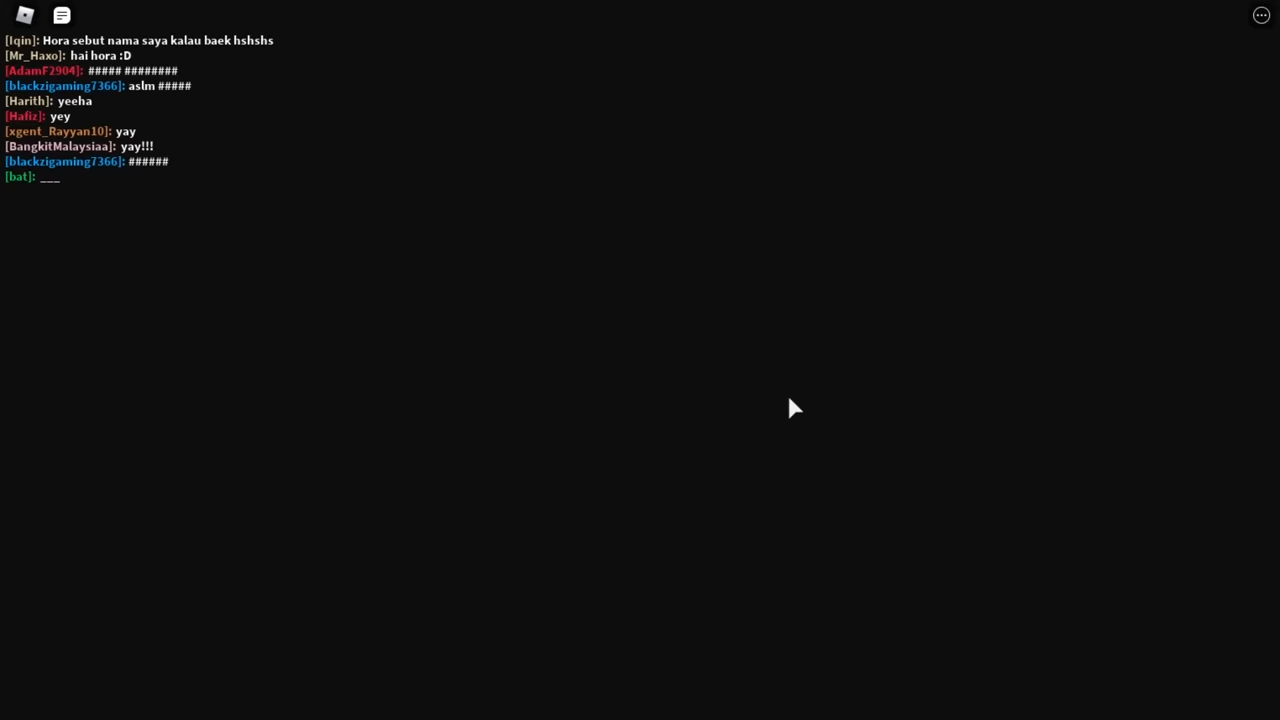 [Iqin]: Hora sebut nama saya kalau baek hshshs
[Mr_Haxo]: hai hora :D
[AdamF2904]: ##### ########
[blackzigaming7366]: aslm #####
[Harith]: yeeha
[Hafiz]: yey
[xgent_Rayyan10]: yay
[BangkitMalaysiaa]: yay!!!
[blackzigaming7366]: ######
[bat]: ___